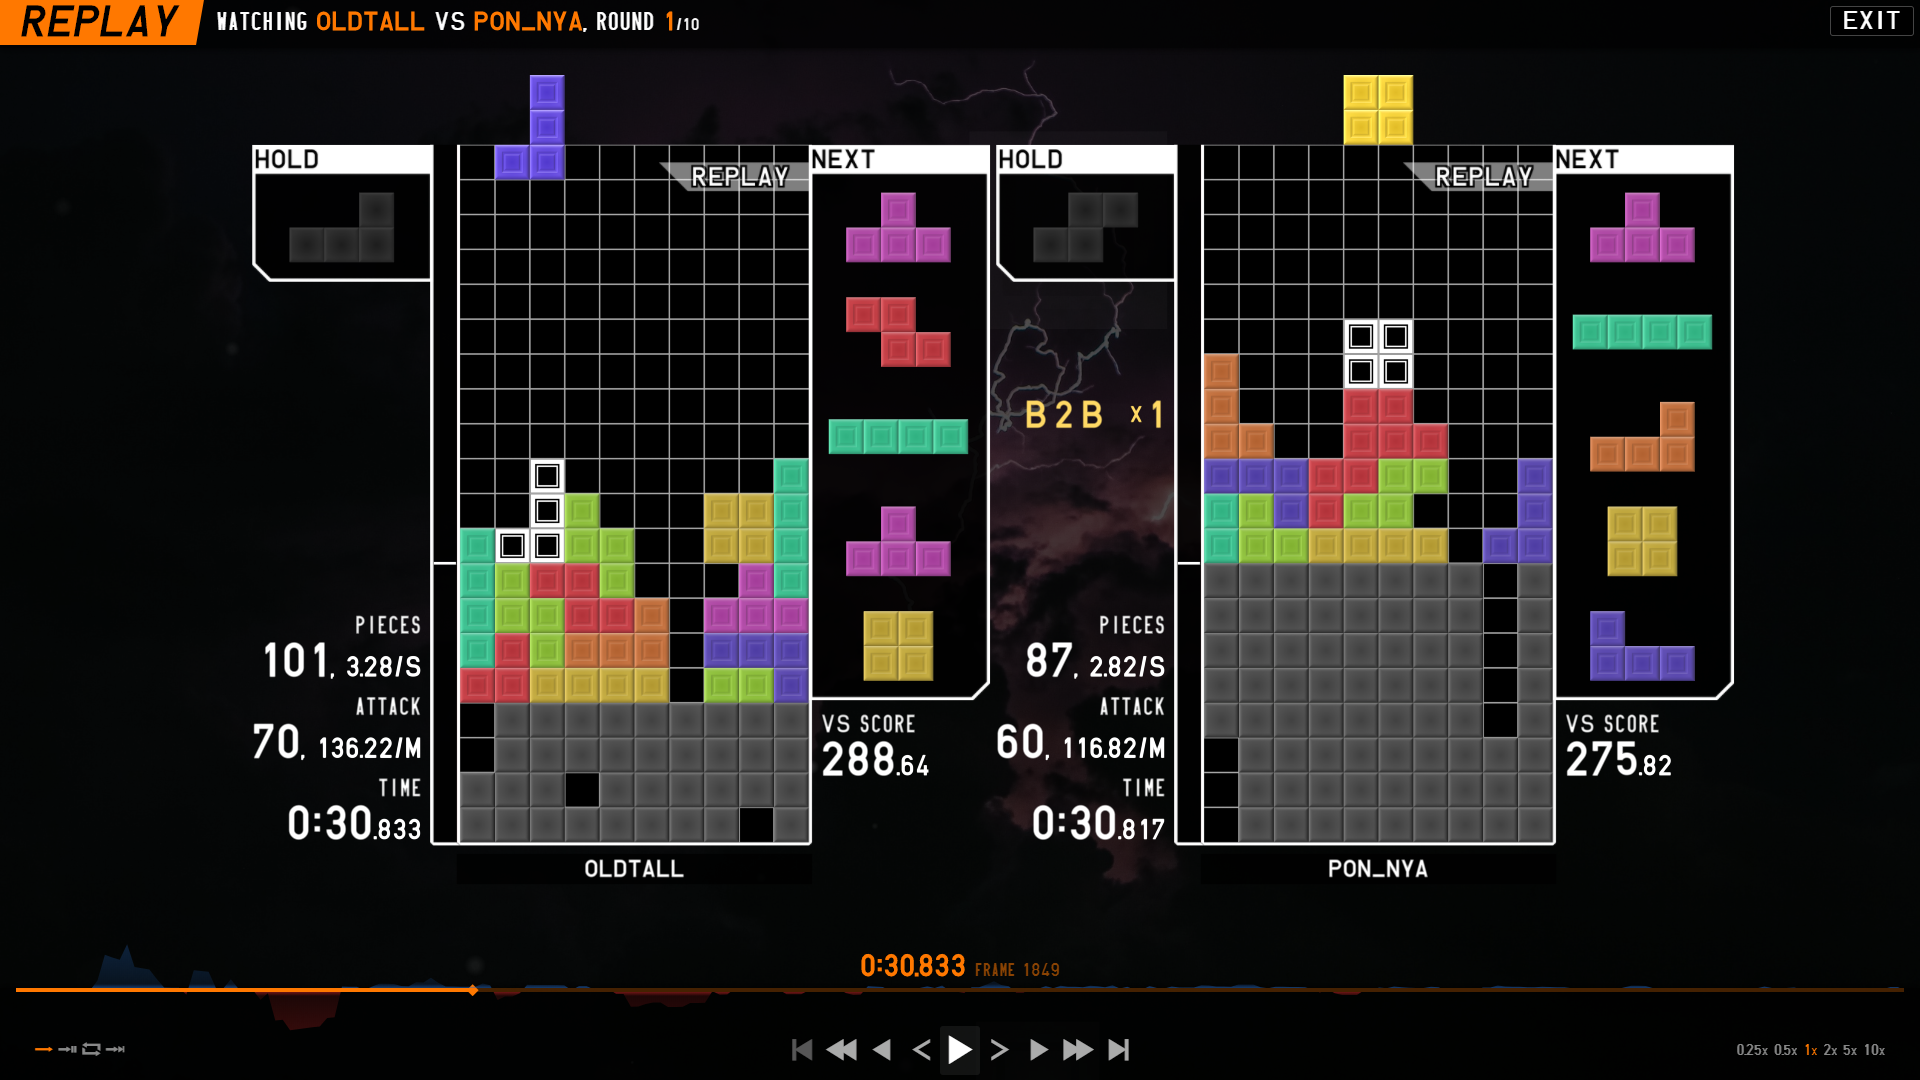 REPLAY
WATCHING OLDTALL VS PON_NYA, ROUND 1/10
EXIT
HOLD
REPLAY
NEXT
PIECES
101, 3.28/S
ATTACK
70, 136.22/M
TIME
0:30.833
VS SCORE
288.64
OLDTALL
HOLD
REPLAY
NEXT
B2B x1
PIECES
87, 2.82/S
ATTACK
60, 116.82/M
TIME
0:30.817
VS SCORE
275.82
PON_NYA
0:30.833 FRAME 1849
0.25x 0.5x 1x 2x 5x 10x